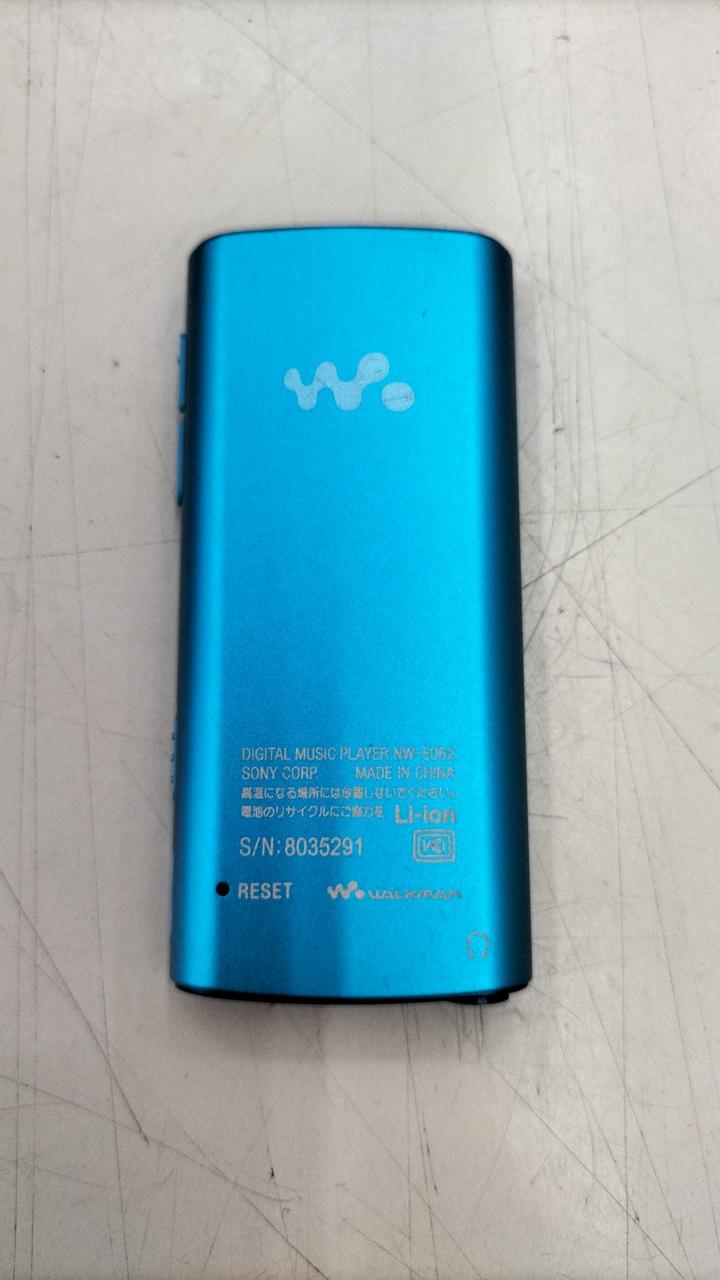 DIGITAL MUSIC PLAYER NW-E062
SONY CORP. MADE IN CHINA
高温になる場所には放置しないでください。
電池のリサイクルにご協力を Li-ion
S/N: 8035291
RESET WALKMAN